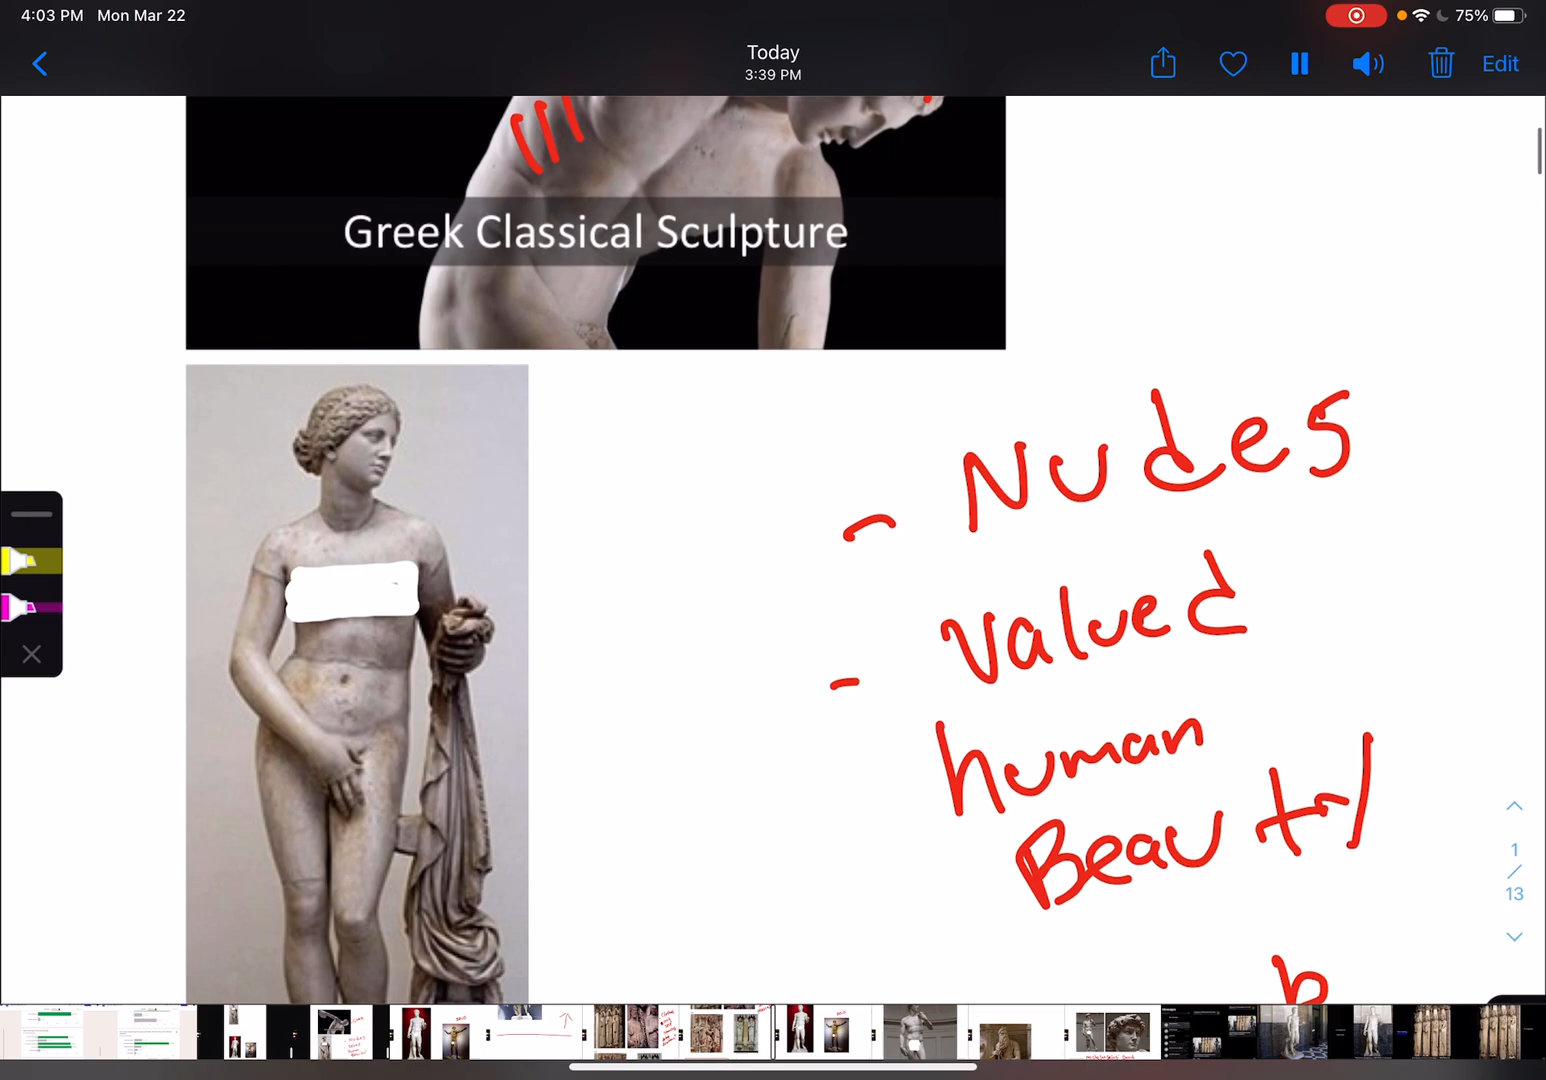 4:03 PM Mon Mar 22
75%
Today
3:39 PM
Edit
Greek Classical Sculpture
- Nudes
- Valued
human
Beauty
1
/
13
b